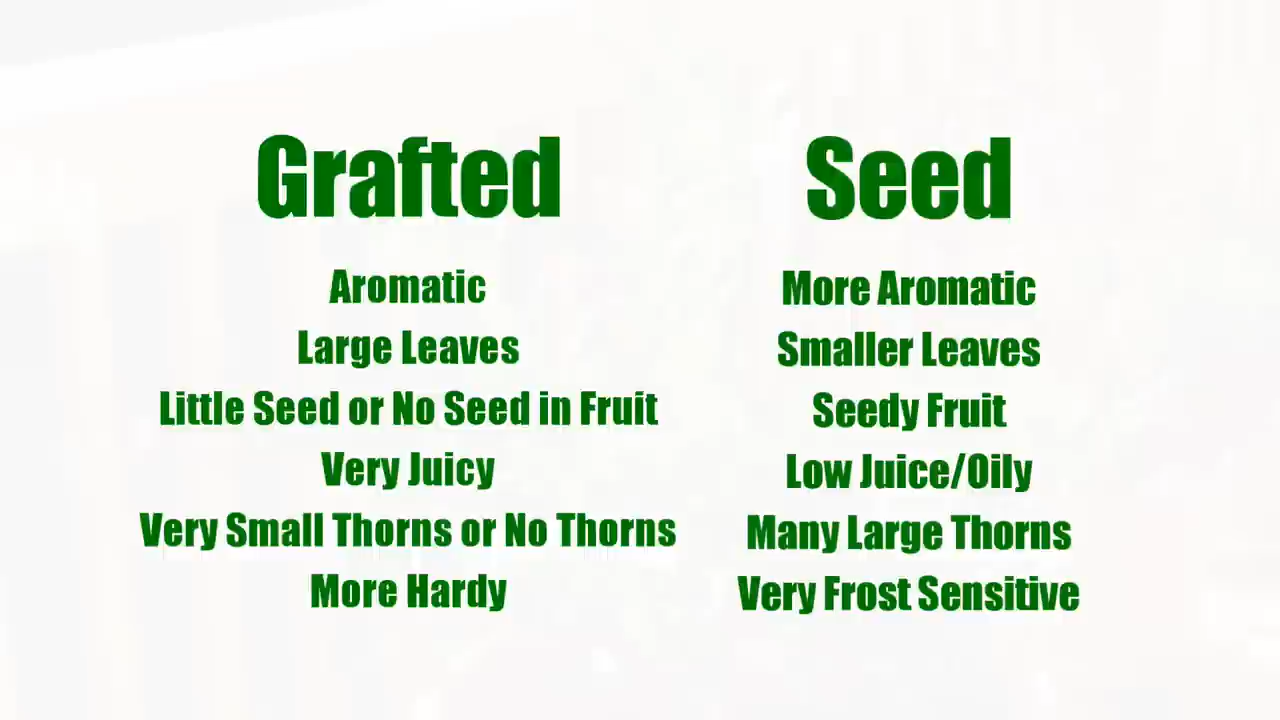 Grafted
Aromatic
Large Leaves
Little Seed or No Seed in Fruit
Very Juicy
Very Small Thorns or No Thorns
More Hardy
Seed
More Aromatic
Smaller Leaves
Seedy Fruit
Low Juice/Oily
Many Large Thorns
Very Frost Sensitive